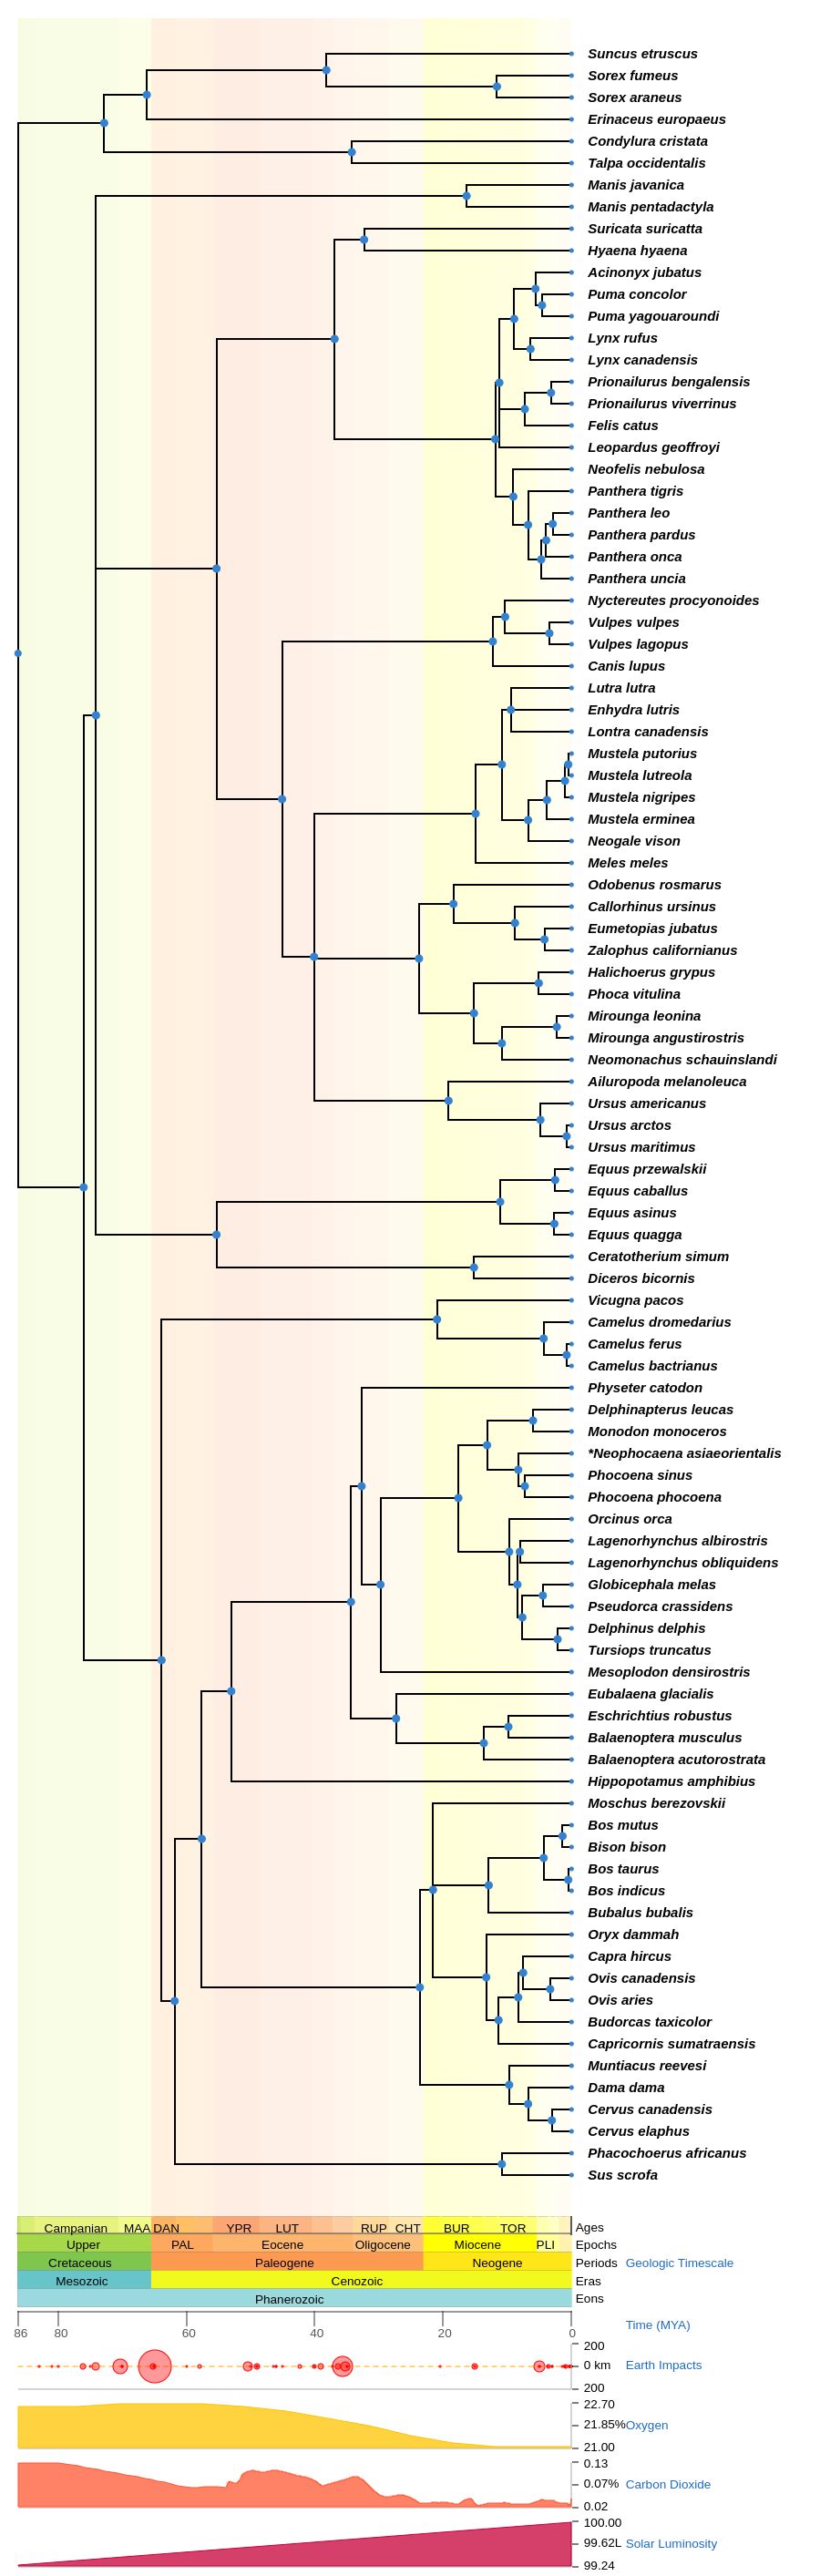 Suncus etruscus
Sorex fumeus
Sorex araneus
Erinaceus europaeus
Condylura cristata
Talpa occidentalis
Manis javanica
Manis pentadactyla
Suricata suricatta
Hyaena hyaena
Acinonyx jubatus
Puma concolor
Puma yagouaroundi
Lynx rufus
Lynx canadensis
Prionailurus bengalensis
Prionailurus viverrinus
Felis catus
Leopardus geoffroyi
Neofelis nebulosa
Panthera tigris
Panthera leo
Panthera pardus
Panthera onca
Panthera uncia
Nyctereutes procyonoides
Vulpes vulpes
Vulpes lagopus
Canis lupus
Lutra lutra
Enhydra lutris
Lontra canadensis
Mustela putorius
Mustela lutreola
Mustela nigripes
Mustela erminea
Neogale vison
Meles meles
Odobenus rosmarus
Callorhinus ursinus
Eumetopias jubatus
Zalophus californianus
Halichoerus grypus
Phoca vitulina
Mirounga leonina
Mirounga angustirostris
Neomonachus schauinslandi
Ailuropoda melanoleuca
Ursus americanus
Ursus arctos
Ursus maritimus
Equus przewalskii
Equus caballus
Equus asinus
Equus quagga
Ceratotherium simum
Diceros bicornis
Vicugna pacos
Camelus dromedarius
Camelus ferus
Camelus bactrianus
Physeter catodon
Delphinapterus leucas
Monodon monoceros
*Neophocaena asiaeorientalis
Phocoena sinus
Phocoena phocoena
Orcinus orca
Lagenorhynchus albirostris
Lagenorhynchus obliquidens
Globicephala melas
Pseudorca crassidens
Delphinus delphis
Tursiops truncatus
Mesoplodon densirostris
Eubalaena glacialis
Eschrichtius robustus
Balaenoptera musculus
Balaenoptera acutorostrata
Hippopotamus amphibius
Moschus berezovskii
Bos mutus
Bison bison
Bos taurus
Bos indicus
Bubalus bubalis
Oryx dammah
Capra hircus
Ovis canadensis
Ovis aries
Budorcas taxicolor
Capricornis sumatraensis
Muntiacus reevesi
Dama dama
Cervus canadensis
Cervus elaphus
Phacochoerus africanus
Sus scrofa
Campanian MAA DAN YPR LUT RUP CHT BUR TOR Ages
Upper PAL Eocene Oligocene Miocene PLI Epochs
Cretaceous Paleogene Neogene Periods Geologic Timescale
Mesozoic Cenozoic Eras
Phanerozoic Eons
86 80 60 40 20 0 Time (MYA)
200
0 km Earth Impacts
200
22.70
21.85% Oxygen
21.00
0.13
0.07% Carbon Dioxide
0.02
100.00
99.62L Solar Luminosity
99.24